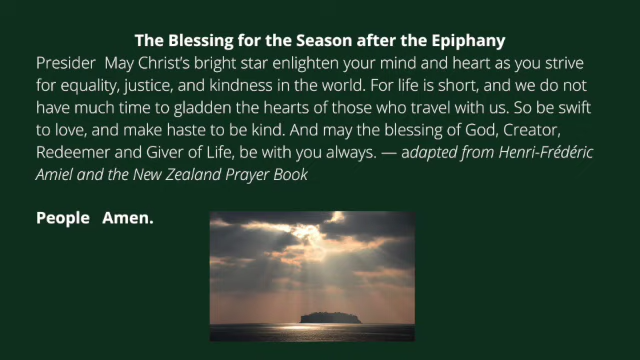 The Blessing for the Season after the Epiphany
Presider  May Christ's bright star enlighten your mind and heart as you strive
for equality, justice, and kindness in the world. For life is short, and we do not
have much time to gladden the hearts of those who travel with us. So be swift
to love, and make haste to be kind. And may the blessing of God, Creator,
Redeemer and Giver of Life, be with you always. — adapted from Henri-Frédéric
Amiel and the New Zealand Prayer Book
People   Amen.